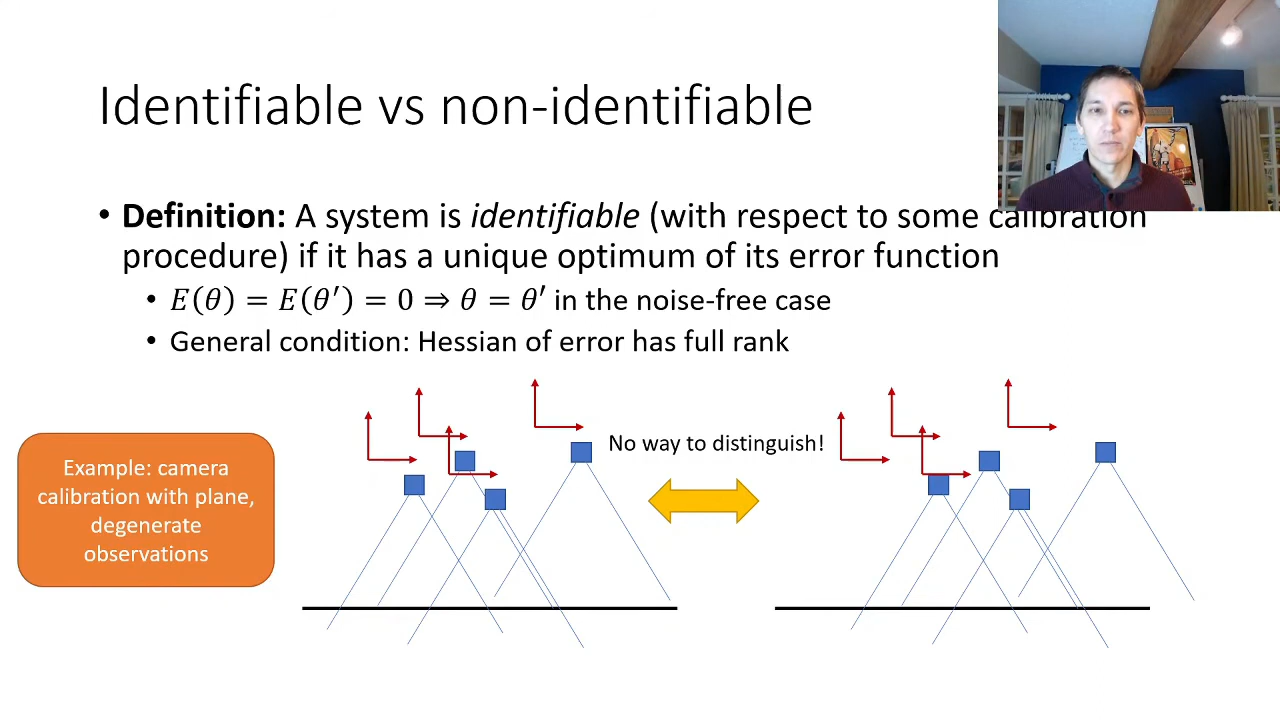 Identifiable vs non-identifiable
• Definition: A system is identifiable (with respect to some calibration
procedure) if it has a unique optimum of its error function
• E(θ) = E(θ′) = 0 ⇒ θ = θ′ in the noise-free case
• General condition: Hessian of error has full rank
No way to distinguish!
Example: camera
calibration with plane,
degenerate
observations